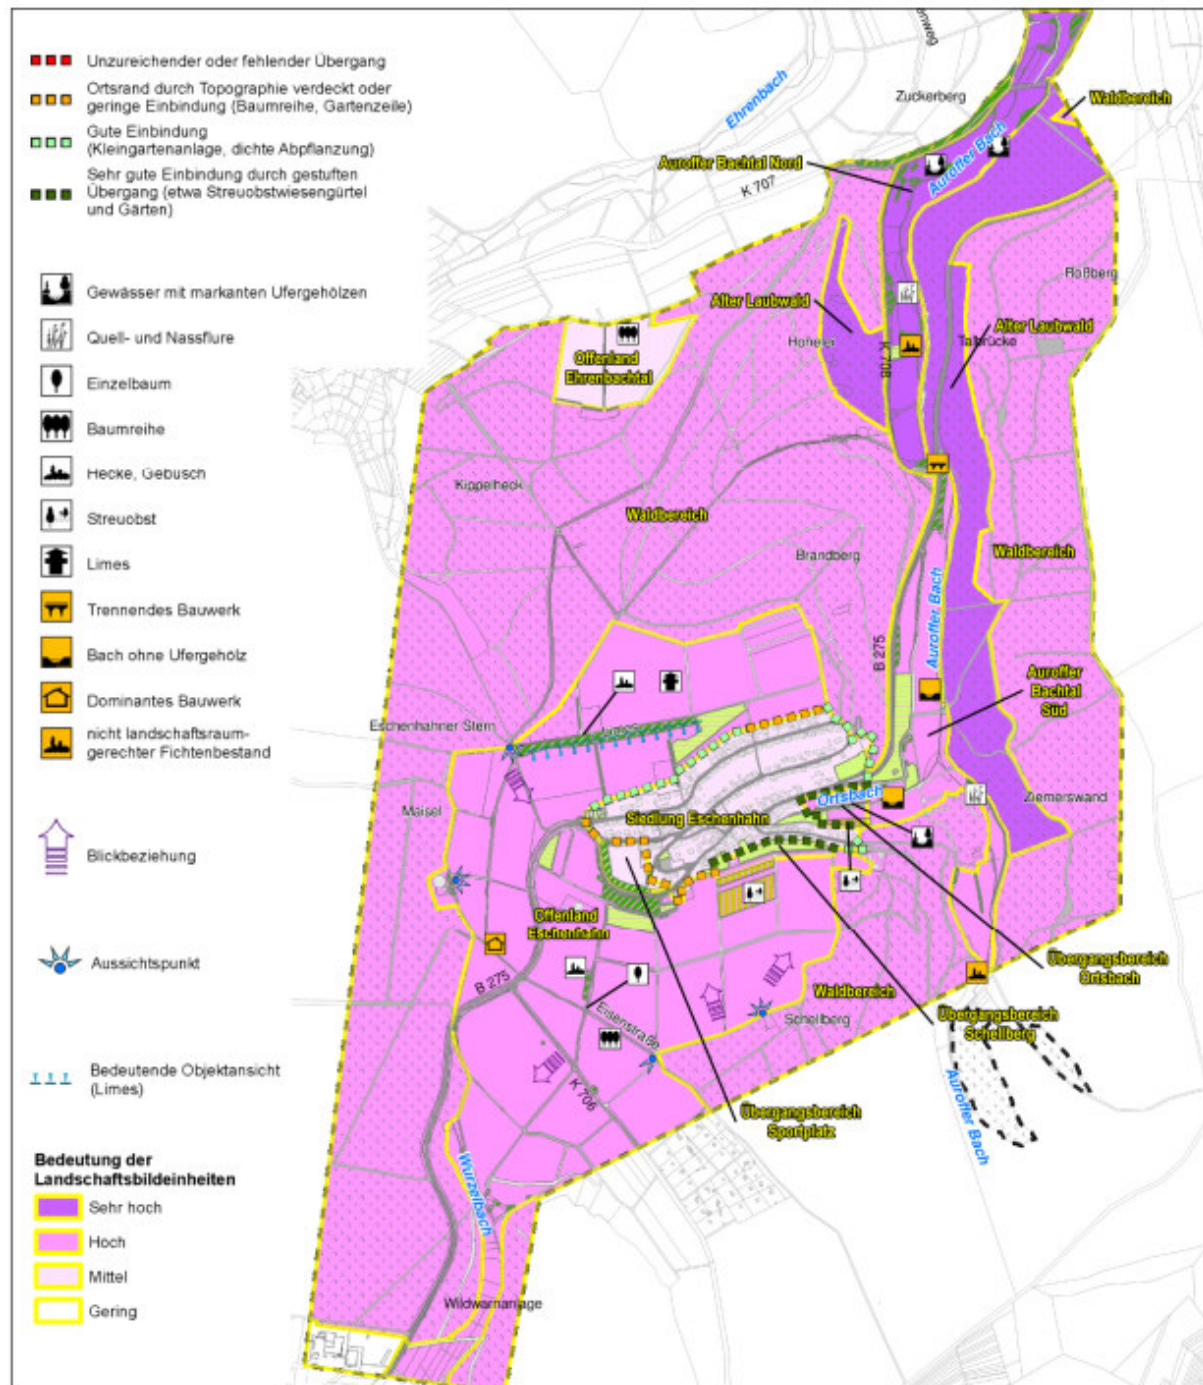 Unzureichender oder fehlender Übergang
Ortsrand durch Topographie verdeckt oder
geringe Einbindung (Baumreihe, Gartenzeile)
Gute Einbindung
(Kleingartenanlage, dichte Abpflanzung)
Sehr gute Einbindung durch gestuften
Übergang (etwa Streuobstwiesengürtel
und Gärten)
Gewässer mit markanten Ufergehölzen
Quell- und Nassflure
Einzelbaum
Baumreihe
Hecke, Gebüsch
Streuobst
Limes
Trennendes Bauwerk
Bach ohne Ufergehölz
Dominantes Bauwerk
nicht landschaftsraum-
gerechter Fichtenbestand
Blickbeziehung
Aussichtspunkt
Bedeutende Objektansicht
(Limes)
Bedeutung der
Landschaftsbildeinheiten
Sehr hoch
Hoch
Mittel
Gering
Ehrenbach
Zuckerberg
Waldbereich
Auroffer Bachtal Nord
Auroffer Bach
K 707
Roßberg
Alter Laubwald
Alter Laubwald
Talbrücke
Hoheler
K 708
Offenland
Ehrenbachtal
Kippelheck
Waldbereich
Brandberg
Waldbereich
Auroffer Bach
B 275
Auroffer
Bachtal
Süd
Eschenhahner Stern
Maisel
Ortsbach
Siedlung Eschenhahn
Ziemerswand
Offenland
Eschenhahn
B 275
Eisenstraße
Waldbereich
Schellberg
Übergangsbereich
Ortsbach
Übergangsbereich
Schellberg
K 706
Übergangsbereich
Sportplatz
Auroffer Bach
Wurzelbach
Wildwarnanlage